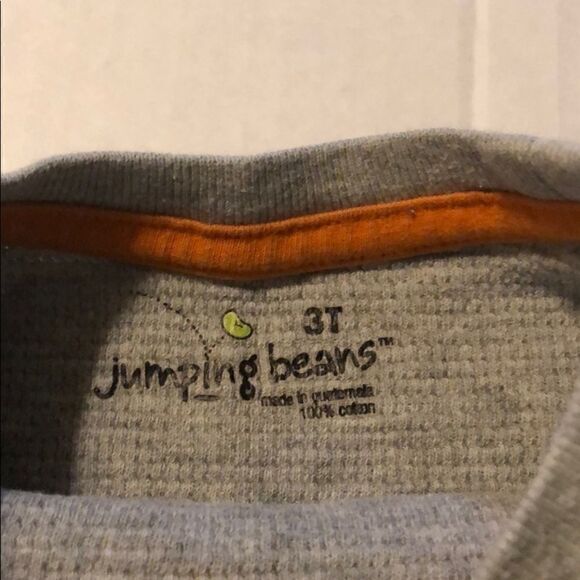 3T
jumping beans™
made in guatemala
100% cotton